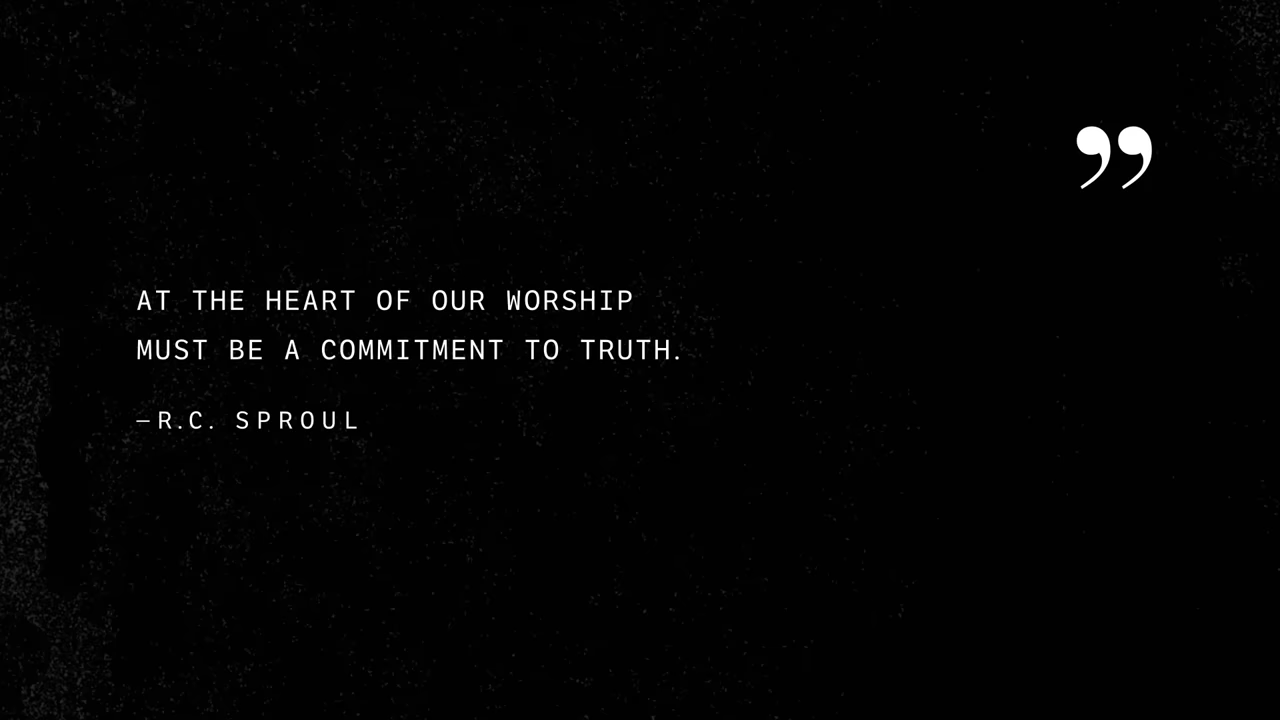 ”
AT THE HEART OF OUR WORSHIP
MUST BE A COMMITMENT TO TRUTH.
—R.C. SPROUL